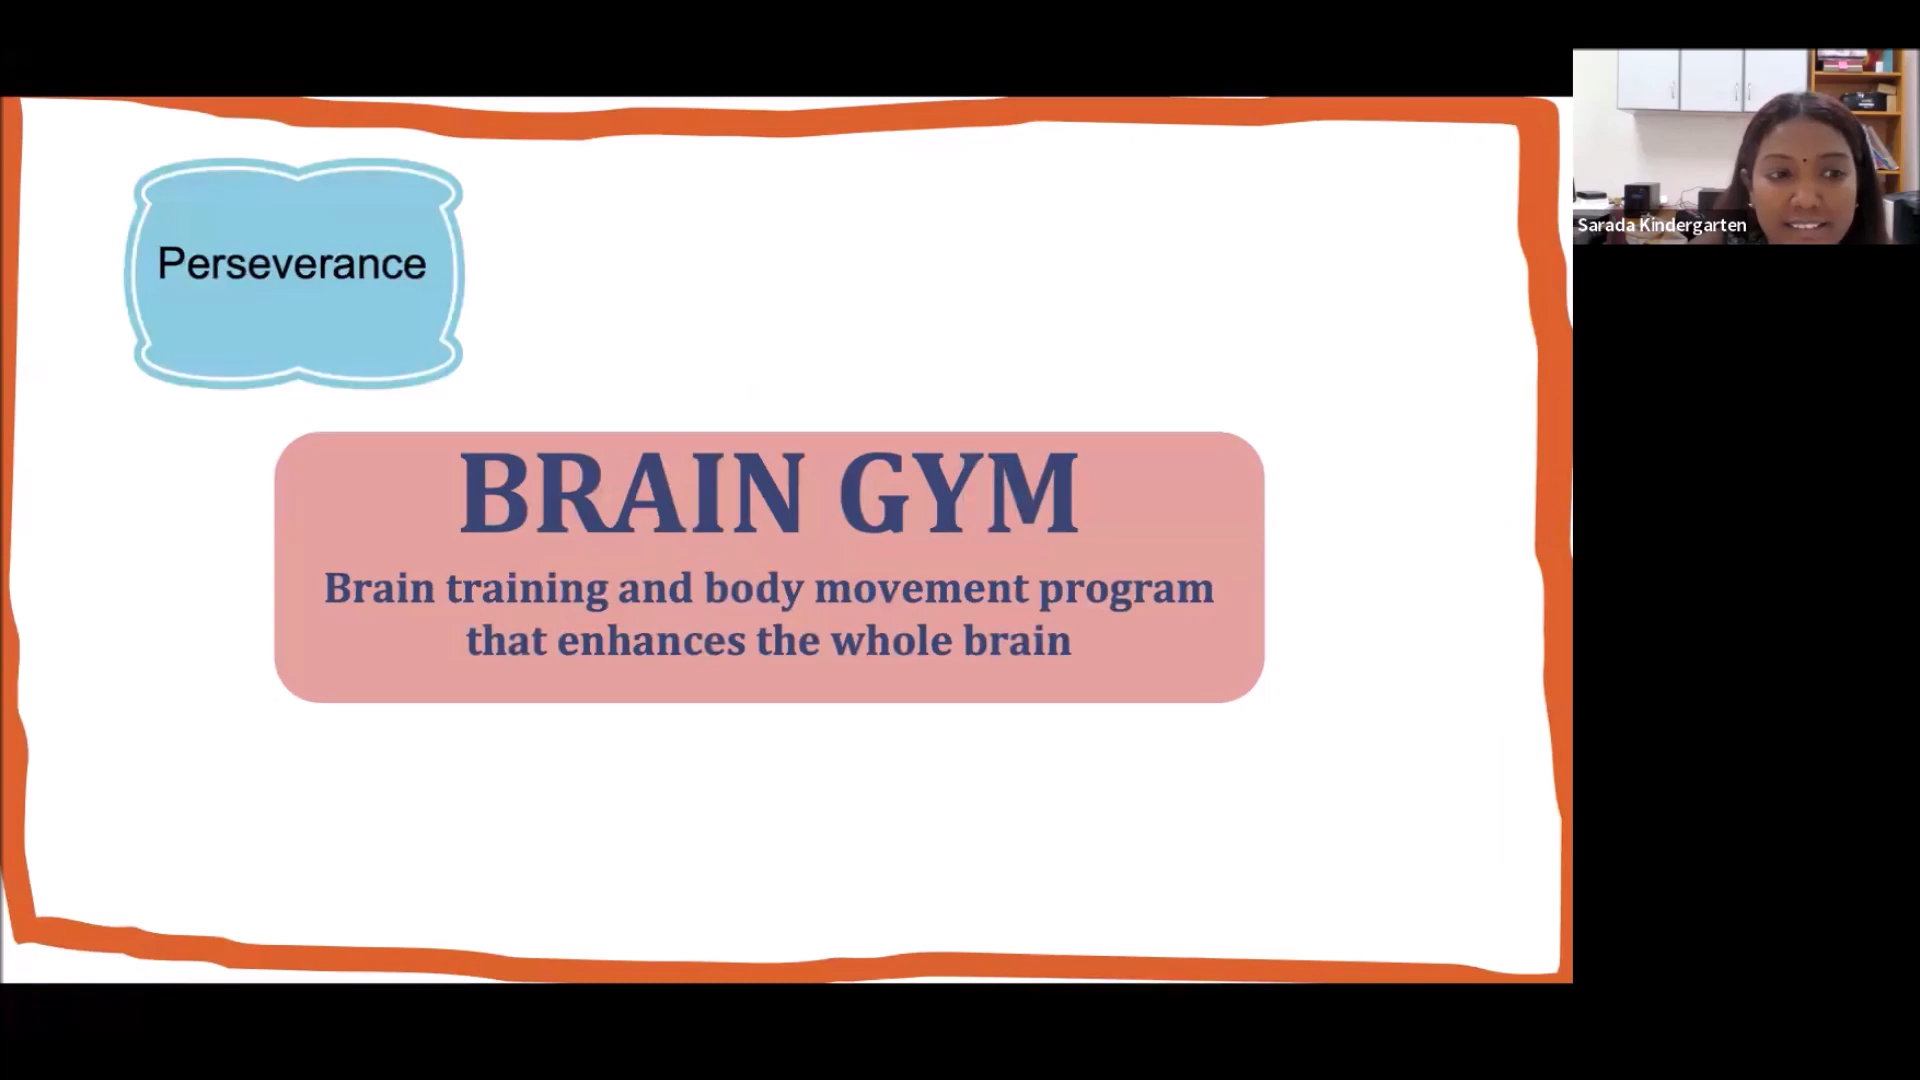 Perseverance
BRAIN GYM
Brain training and body movement program
that enhances the whole brain
Sarada Kindergarten